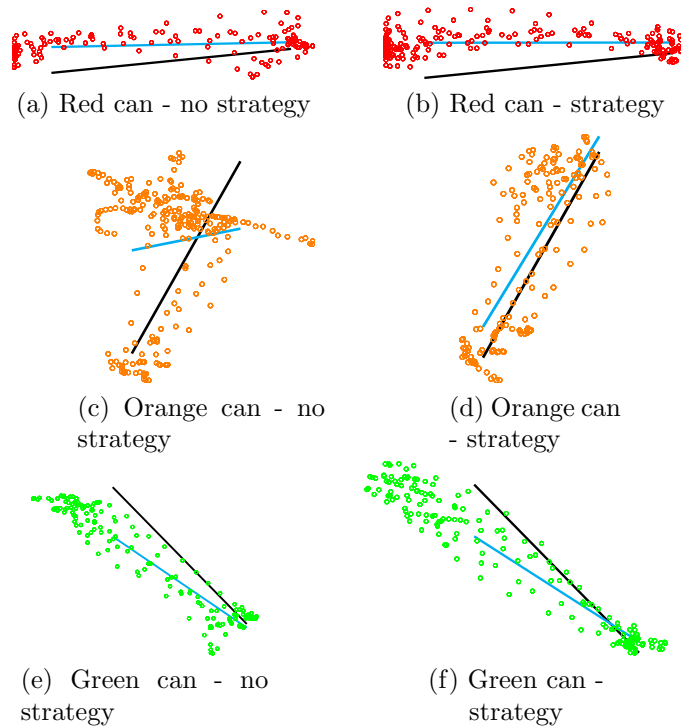 (a) Red can - no strategy
(b) Red can - strategy
(c) Orange can - no
strategy
(d) Orange can
- strategy
(e) Green can - no
strategy
(f) Green can -
strategy